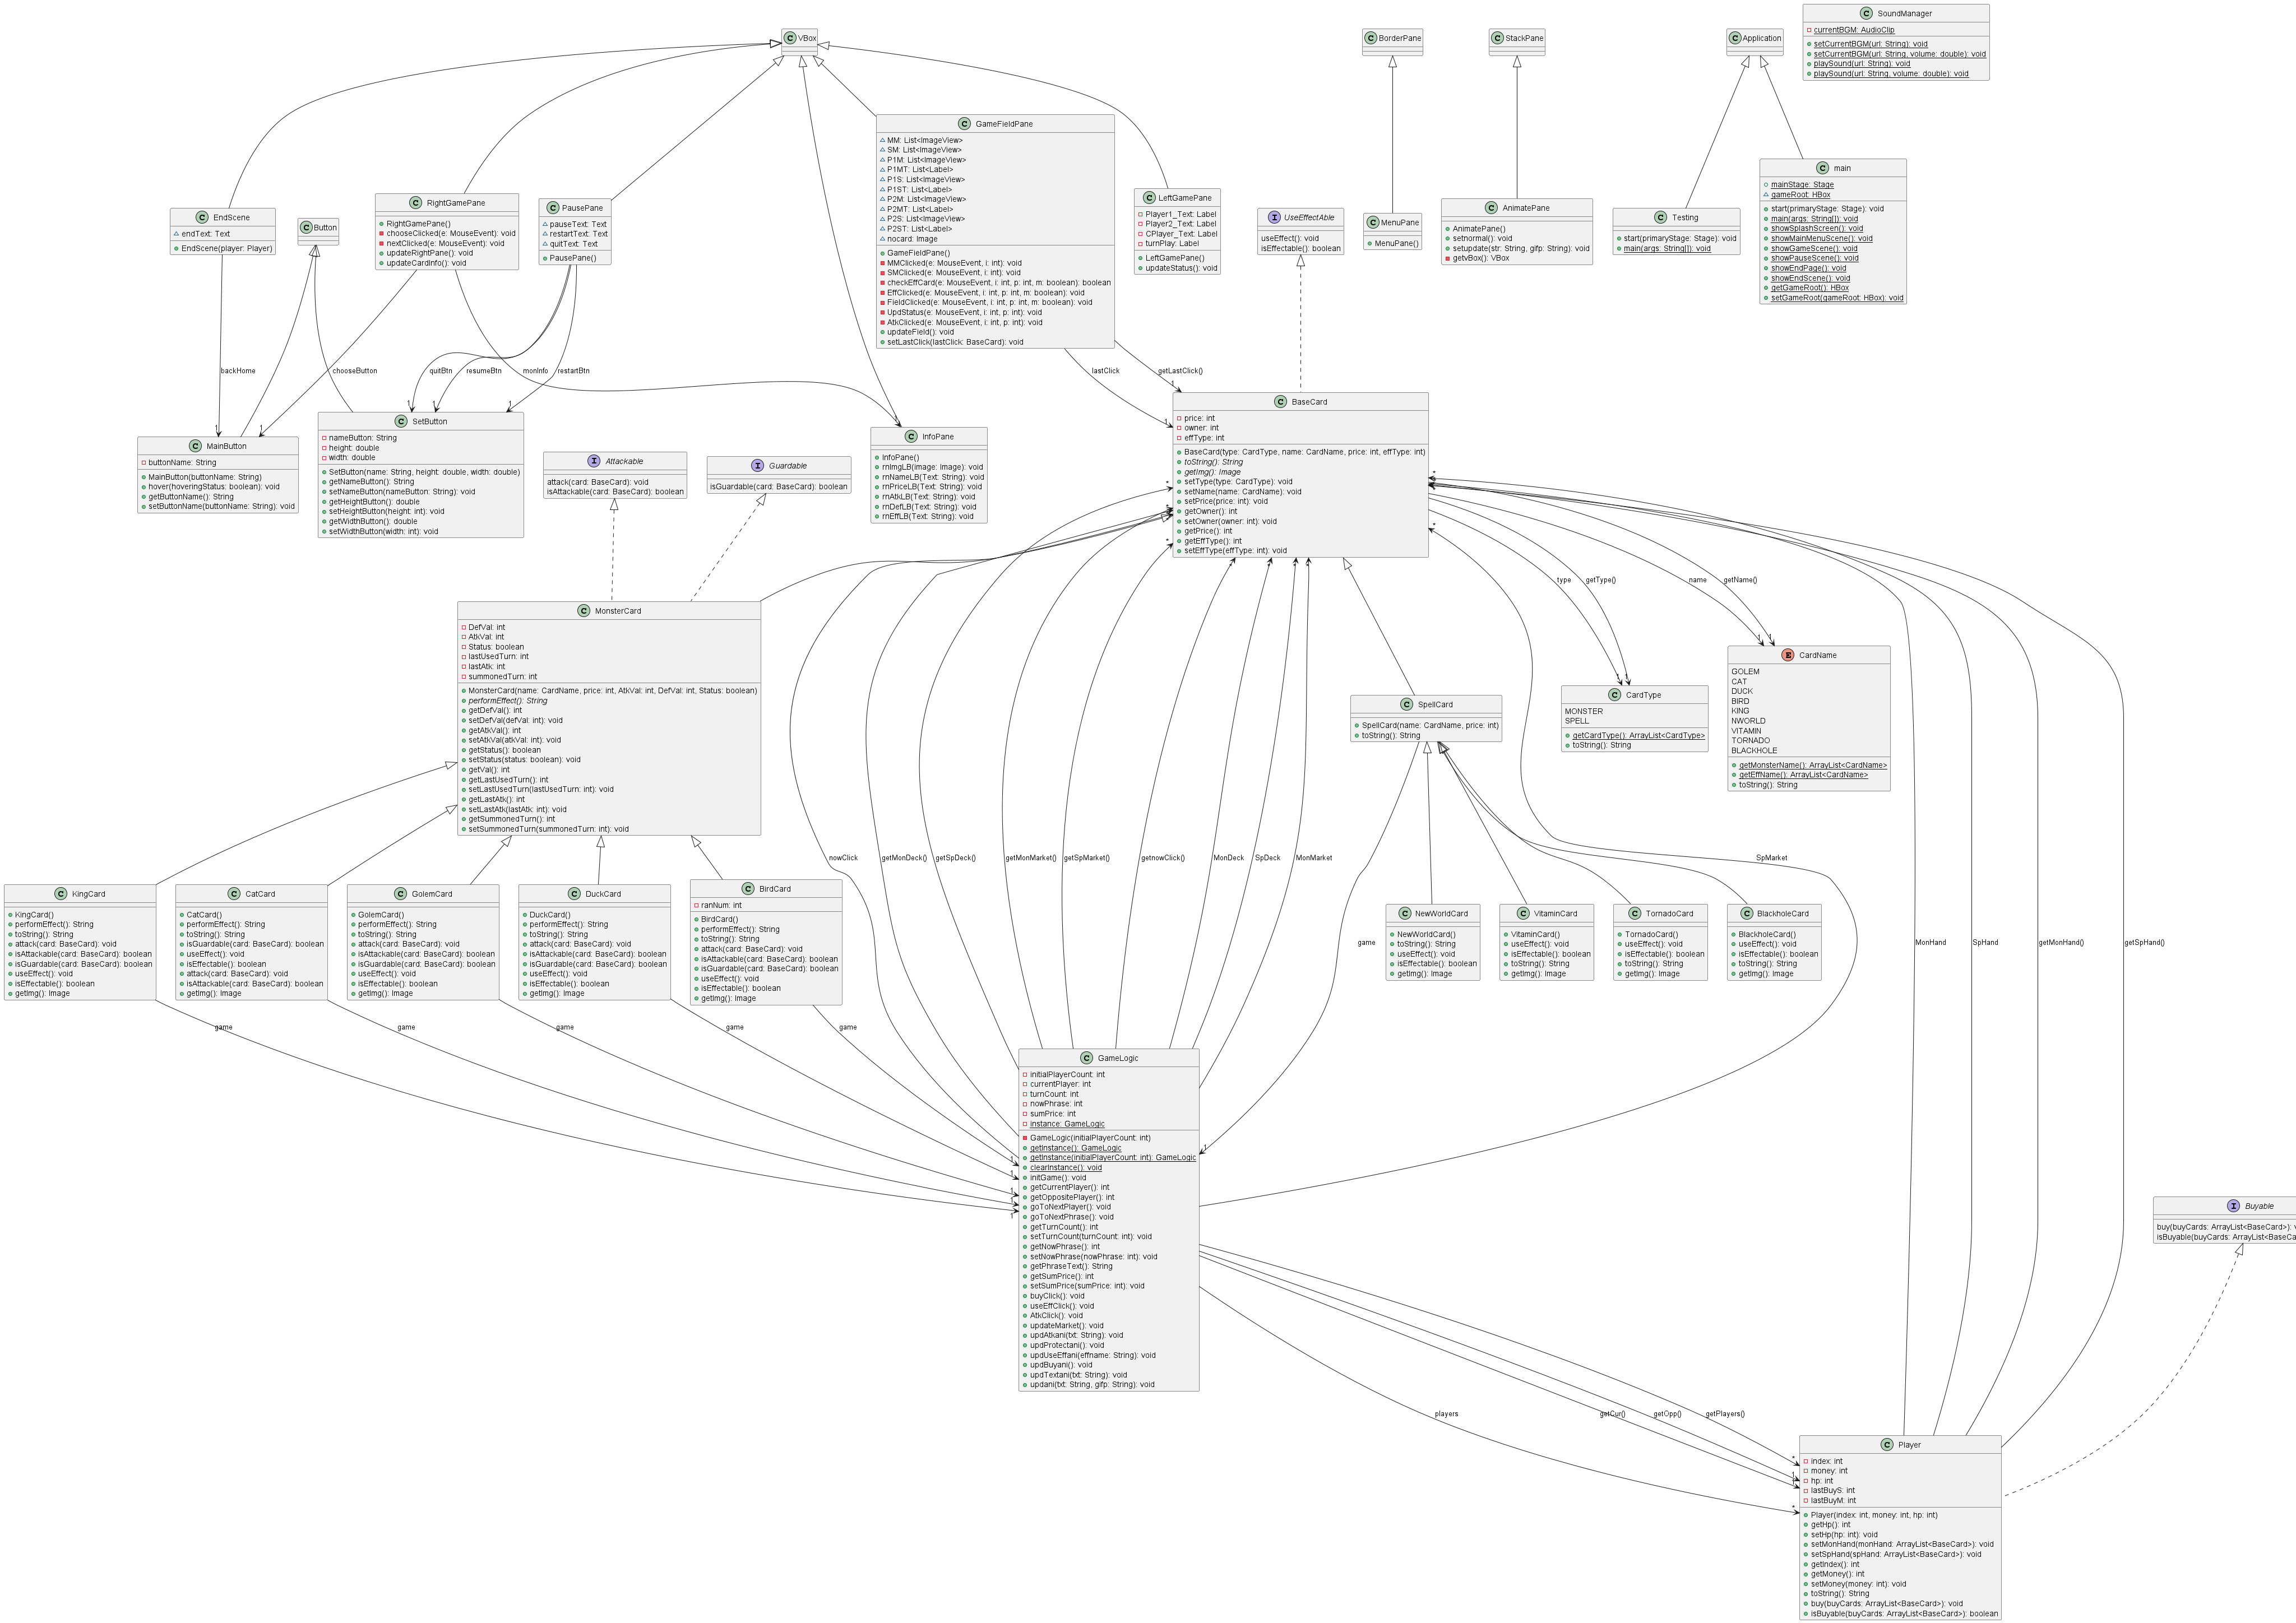 SoundManager
currentBGM: AudioClip
setCurrentBGM(url: String): void
setCurrentBGM(url: String, volume: double): void
playSound(url: String): void
playSound(url: String, volume: double): void
VBox
BorderPane
StackPane
Application
GameFieldPane
MM: List<ImageView>
SM: List<ImageView>
P1M: List<ImageView>
P1MT: List<Label>
P1S: List<ImageView>
P1ST: List<Label>
P2M: List<ImageView>
P2MT: List<Label>
P2S: List<ImageView>
P2ST: List<Label>
nocard: Image
GameFieldPane()
MMClicked(e: MouseEvent, i: int): void
SMClicked(e: MouseEvent, i: int): void
checkEffCard(e: MouseEvent, i: int, p: int, m: boolean): boolean
EffClicked(e: MouseEvent, i: int, p: int, m: boolean): void
FieldClicked(e: MouseEvent, i: int, p: int, m: boolean): void
UpdStatus(e: MouseEvent, i: int, p: int): void
AtkClicked(e: MouseEvent, i: int, p: int): void
updateField(): void
setLastClick(lastClick: BaseCard): void
main
mainStage: Stage
gameRoot: HBox
start(primaryStage: Stage): void
main(args: String[]): void
showSplashScreen(): void
showMainMenuScene(): void
showGameScene(): void
showPauseScene(): void
showEndPage(): void
showEndScene(): void
getGameRoot(): HBox
setGameRoot(gameRoot: HBox): void
EndScene
endText: Text
EndScene(player: Player)
Button
RightGamePane
RightGamePane()
chooseClicked(e: MouseEvent): void
nextClicked(e: MouseEvent): void
updateRightPane(): void
updateCardInfo(): void
PausePane
pauseText: Text
restartText: Text
quitText: Text
PausePane()
LeftGamePane
Player1_Text: Label
Player2_Text: Label
CPlayer_Text: Label
turnPlay: Label
LeftGamePane()
updateStatus(): void
UseEffectAble
useEffect(): void
isEffectable(): boolean
MenuPane
MenuPane()
AnimatePane
AnimatePane()
setnormal(): void
setupdate(str: String, gifp: String): void
getvBox(): VBox
Testing
start(primaryStage: Stage): void
main(args: String[]): void
backHome
chooseButton
quitBtn
resumeBtn
restartBtn
monInfo
lastClick
getLastClick()
1
1
1
1
1
1
1
1
1
MainButton
buttonName: String
MainButton(buttonName: String)
hover(hoveringStatus: boolean): void
getButtonName(): String
setButtonName(buttonName: String): void
SetButton
nameButton: String
height: double
width: double
SetButton(name: String, height: double, width: double)
getNameButton(): String
setNameButton(nameButton: String): void
getHeightButton(): double
setHeightButton(height: int): void
getWidthButton(): double
setWidthButton(width: int): void
Attackable
attack(card: BaseCard): void
isAttackable(card: BaseCard): boolean
Guardable
isGuardable(card: BaseCard): boolean
InfoPane
InfoPane()
rnImgLB(image: Image): void
rnNameLB(Text: String): void
rnPriceLB(Text: String): void
rnAtkLB(Text: String): void
rnDefLB(Text: String): void
rnEffLB(Text: String): void
BaseCard
price: int
owner: int
effType: int
BaseCard(type: CardType, name: CardName, price: int, effType: int)
toString(): String
getImg(): Image
setType(type: CardType): void
setName(name: CardName): void
setPrice(price: int): void
getOwner(): int
setOwner(owner: int): void
getPrice(): int
getEffType(): int
setEffType(effType: int): void
type
getType()
name
getName()
MonsterCard
DefVal: int
AtkVal: int
Status: boolean
lastUsedTurn: int
lastAtk: int
summonedTurn: int
MonsterCard(name: CardName, price: int, AtkVal: int, DefVal: int, Status: boolean)
performEffect(): String
getDefVal(): int
setDefVal(defVal: int): void
getAtkVal(): int
setAtkVal(atkVal: int): void
getStatus(): boolean
setStatus(status: boolean): void
getVal(): int
getLastUsedTurn(): int
setLastUsedTurn(lastUsedTurn: int): void
getLastAtk(): int
setLastAtk(lastAtk: int): void
getSummonedTurn(): int
setSummonedTurn(summonedTurn: int): void
SpellCard
SpellCard(name: CardName, price: int)
toString(): String
CardType
MONSTER
SPELL
getCardType(): ArrayList<CardType>
toString(): String
CardName
GOLEM
CAT
DUCK
BIRD
KING
NWORLD
VITAMIN
TORNADO
BLACKHOLE
getMonsterName(): ArrayList<CardName>
getEffName(): ArrayList<CardName>
toString(): String
nowClick
getMonDeck()
getSpDeck()
getMonMarket()
getSpMarket()
getnowClick()
MonDeck
SpDeck
MonMarket
SpMarket
game
MonHand
SpHand
getMonHand()
getSpHand()
KingCard
KingCard()
performEffect(): String
toString(): String
attack(card: BaseCard): void
isAttackable(card: BaseCard): boolean
isGuardable(card: BaseCard): boolean
useEffect(): void
isEffectable(): boolean
getImg(): Image
CatCard
CatCard()
performEffect(): String
toString(): String
isGuardable(card: BaseCard): boolean
useEffect(): void
isEffectable(): boolean
attack(card: BaseCard): void
isAttackable(card: BaseCard): boolean
getImg(): Image
GolemCard
GolemCard()
performEffect(): String
toString(): String
attack(card: BaseCard): void
isAttackable(card: BaseCard): boolean
isGuardable(card: BaseCard): boolean
useEffect(): void
isEffectable(): boolean
getImg(): Image
DuckCard
DuckCard()
performEffect(): String
toString(): String
attack(card: BaseCard): void
isAttackable(card: BaseCard): boolean
isGuardable(card: BaseCard): boolean
useEffect(): void
isEffectable(): boolean
getImg(): Image
BirdCard
ranNum: int
BirdCard()
performEffect(): String
toString(): String
attack(card: BaseCard): void
isAttackable(card: BaseCard): boolean
isGuardable(card: BaseCard): boolean
useEffect(): void
isEffectable(): boolean
getImg(): Image
NewWorldCard
NewWorldCard()
toString(): String
useEffect(): void
isEffectable(): boolean
getImg(): Image
VitaminCard
VitaminCard()
useEffect(): void
isEffectable(): boolean
toString(): String
getImg(): Image
TornadoCard
TornadoCard()
useEffect(): void
isEffectable(): boolean
toString(): String
getImg(): Image
BlackholeCard
BlackholeCard()
useEffect(): void
isEffectable(): boolean
toString(): String
getImg(): Image
game
game
game
game
game
GameLogic
initialPlayerCount: int
currentPlayer: int
turnCount: int
nowPhrase: int
sumPrice: int
instance: GameLogic
GameLogic(initialPlayerCount: int)
getInstance(): GameLogic
getInstance(initialPlayerCount: int): GameLogic
clearInstance(): void
initGame(): void
getCurrentPlayer(): int
getOppositePlayer(): int
goToNextPlayer(): void
goToNextPhrase(): void
getTurnCount(): int
setTurnCount(turnCount: int): void
getNowPhrase(): int
setNowPhrase(nowPhrase: int): void
getPhraseText(): String
getSumPrice(): int
setSumPrice(sumPrice: int): void
buyClick(): void
useEffClick(): void
AtkClick(): void
updateMarket(): void
updAtkani(txt: String): void
updProtectani(): void
updUseEffani(effname: String): void
updBuyani(): void
updTextani(txt: String): void
updani(txt: String, gifp: String): void
Buyable
buy(buyCards: ArrayList<BaseCard>):
isBuyable(buyCards:
players
getCur()
getOpp()
getPlayers()
Player
index: int
money: int
hp: int
lastBuyS: int
lastBuyM: int
Player(index: int, money: int, hp: int)
getHp(): int
setHp(hp: int): void
setMonHand(monHand: ArrayList<BaseCard>): void
setSpHand(spHand: ArrayList<BaseCard>): void
getIndex(): int
getMoney(): int
setMoney(money: int): void
toString(): String
buy(buyCards: ArrayList<BaseCard>): void
isBuyable(buyCards: ArrayList<BaseCard>): boolean